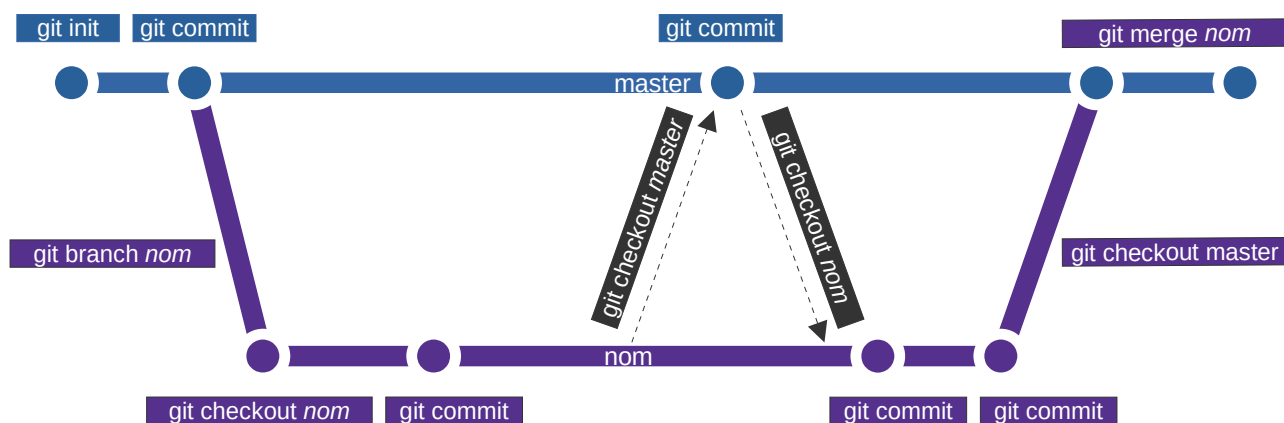 git init
git commit
git commit
git merge nom
master
git checkout master
git checkout nom
git branch nom
git checkout master
nom
git checkout nom
git commit
git commit
git commit